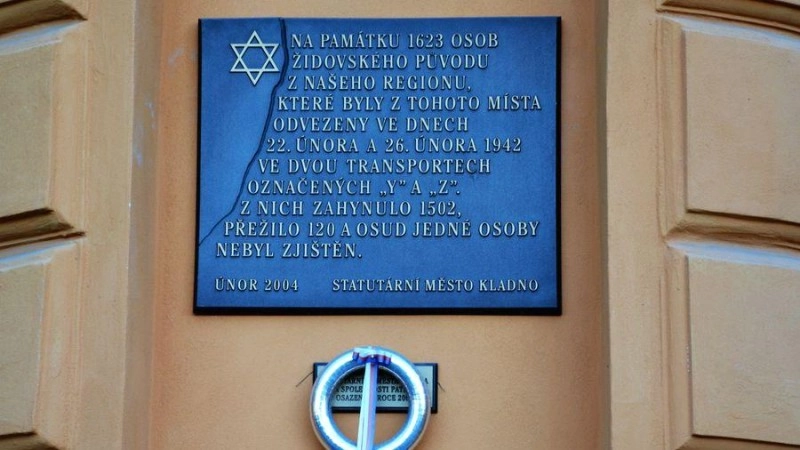 NA PAMÁTKU 1623 OSOB
ŽIDOVSKÉHO PŮVODU
Z NAŠEHO REGIONU,
KTERÉ BYLY Z TOHOTO MÍSTA
ODVEZENY VE DNECH
22. ÚNORA A 26. ÚNORA 1942
VE DVOU TRANSPORTECH
OZNAČENÝCH „Y" A „Z".
Z NICH ZAHYNULO 1502,
PŘEŽILO 120 A OSUD JEDNÉ OSOBY
NEBYL ZJIŠTĚN.
ÚNOR 2004 STATUTÁRNÍ MĚSTO KLADNO